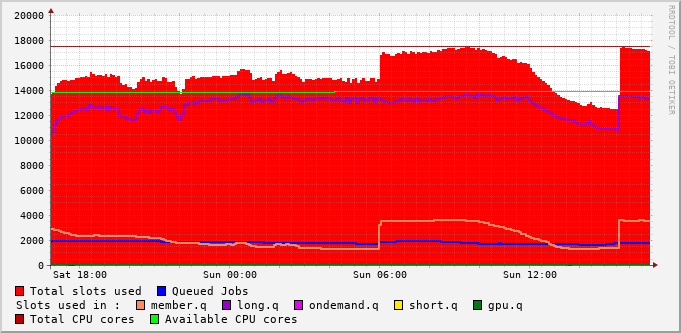 20000
18000
16000
14000
12000
10000
8000
6000
4000
2000
0
Sat 18:00 Sun 00:00 Sun 06:00 Sun 12:00
RRDTOOL / TOBI OETIKER
Total slots used Queued Jobs
Slots used in : member.q long.q ondemand.q short.q gpu.q
Total CPU cores Available CPU cores